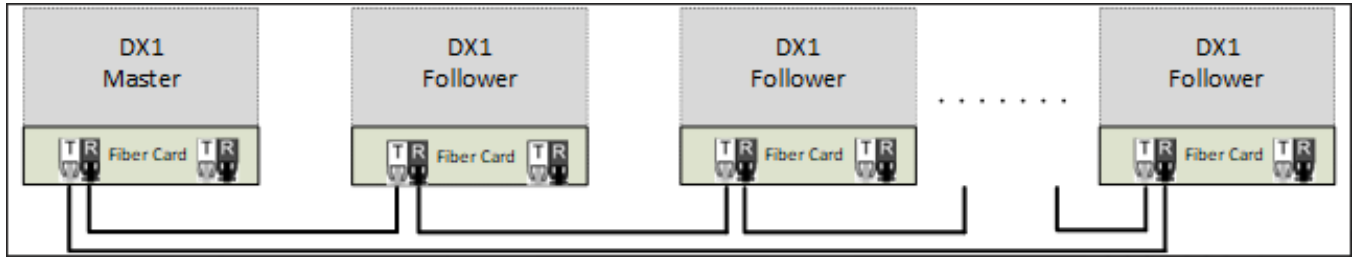 DX1
Master
DX1
Follower
DX1
Follower
. . . . . . .
DX1
Follower
T R Fiber Card T R
T R Fiber Card T R
T R Fiber Card T R
T R Fiber Card T R